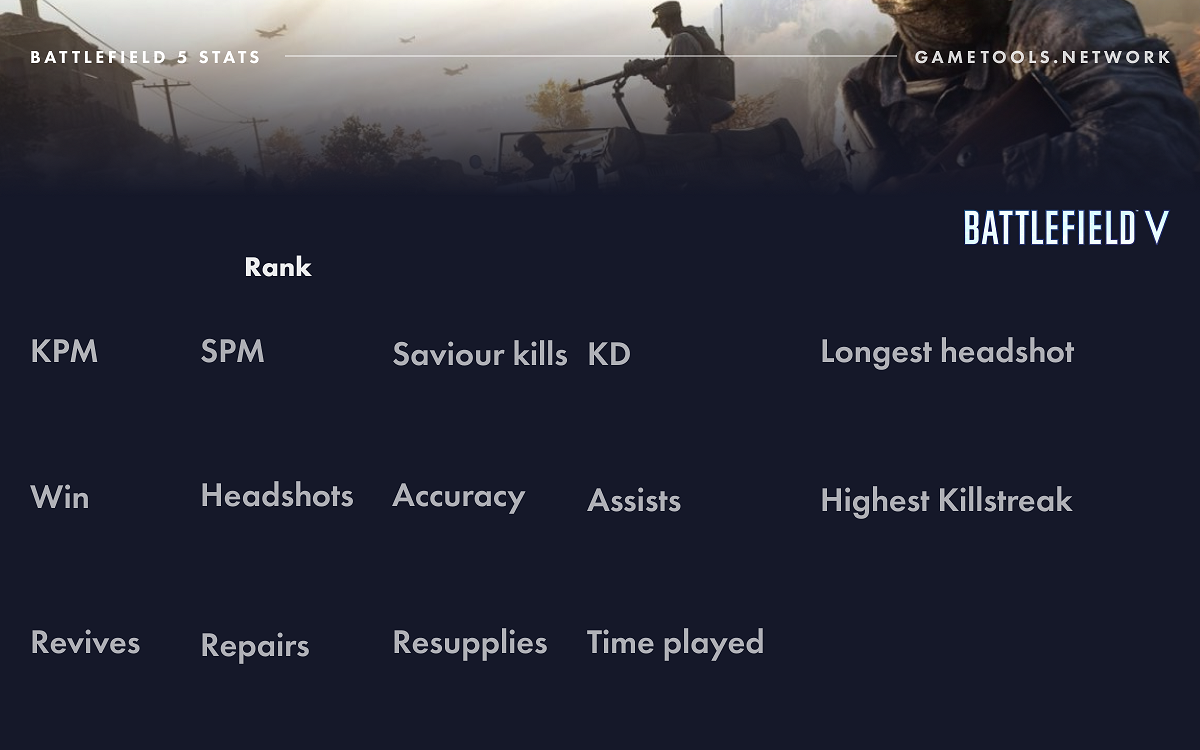 BATTLEFIELD 5 STATS GAMETOOLS.NETWORK
BATTLEFIELD V
Rank
KPM SPM Saviour kills KD Longest headshot
Win Headshots Accuracy Assists Highest Killstreak
Revives Repairs Resupplies Time played